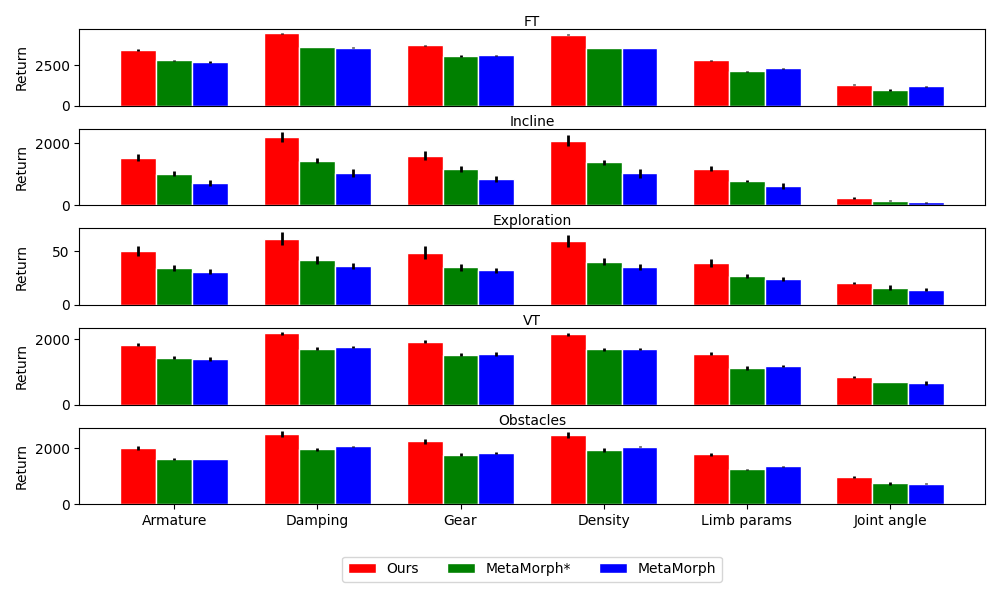 FT
Return
2500
0
Incline
Return
2000
0
Exploration
Return
50
0
VT
Return
2000
0
Obstacles
Return
2000
0
Armature Damping Gear Density Limb params Joint angle
Ours MetaMorph* MetaMorph